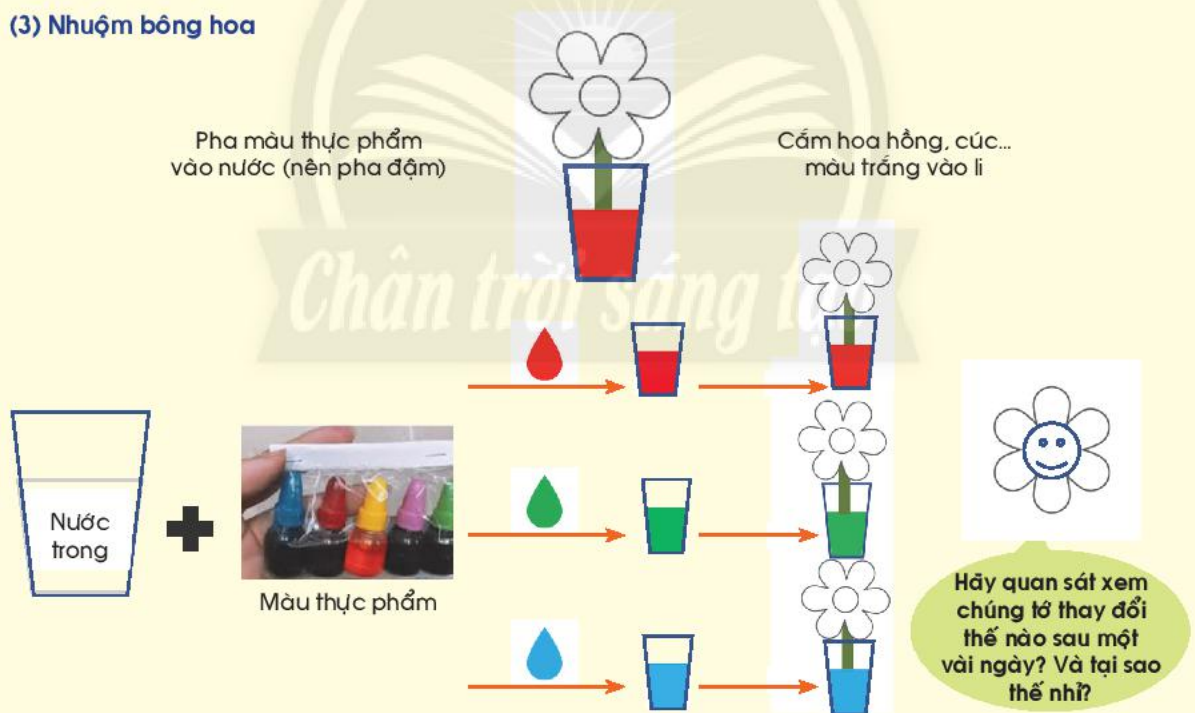 (3) Nhuộm bông hoa
Pha màu thực phẩm
vào nước (nên pha đậm)
Cắm hoa hồng, cúc...
màu trắng vào li
Chân trời sáng tạo
Nước
trong
Màu thực phẩm
Hãy quan sát xem
chúng tớ thay đổi
thế nào sau một
vài ngày? Và tại sao
thế nhỉ?